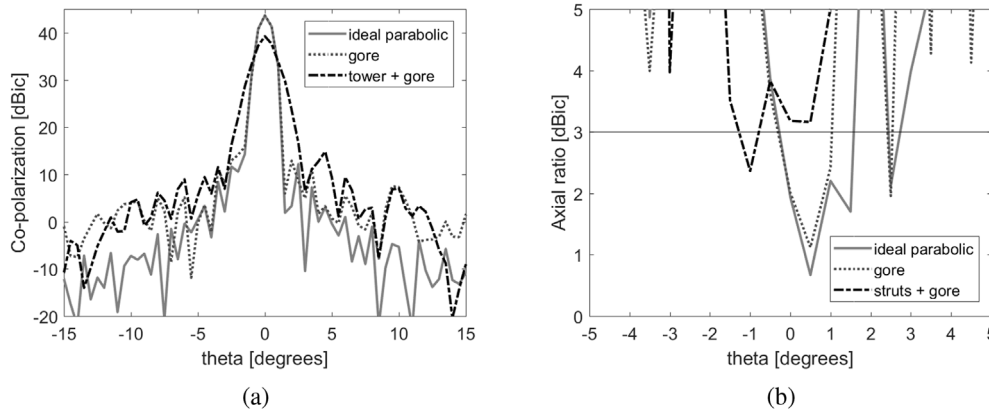 Co-polarization [dBic]
40
30
20
10
0
-10
-20
-15 -10 -5 0 5 10 15
theta [degrees]
ideal parabolic
gore
tower + gore
(a)
Axial ratio [dBic]
5
4
3
2
1
0
-5 -4 -3 -2 -1 0 1 2 3 4 5
theta [degrees]
ideal parabolic
gore
struts + gore
(b)